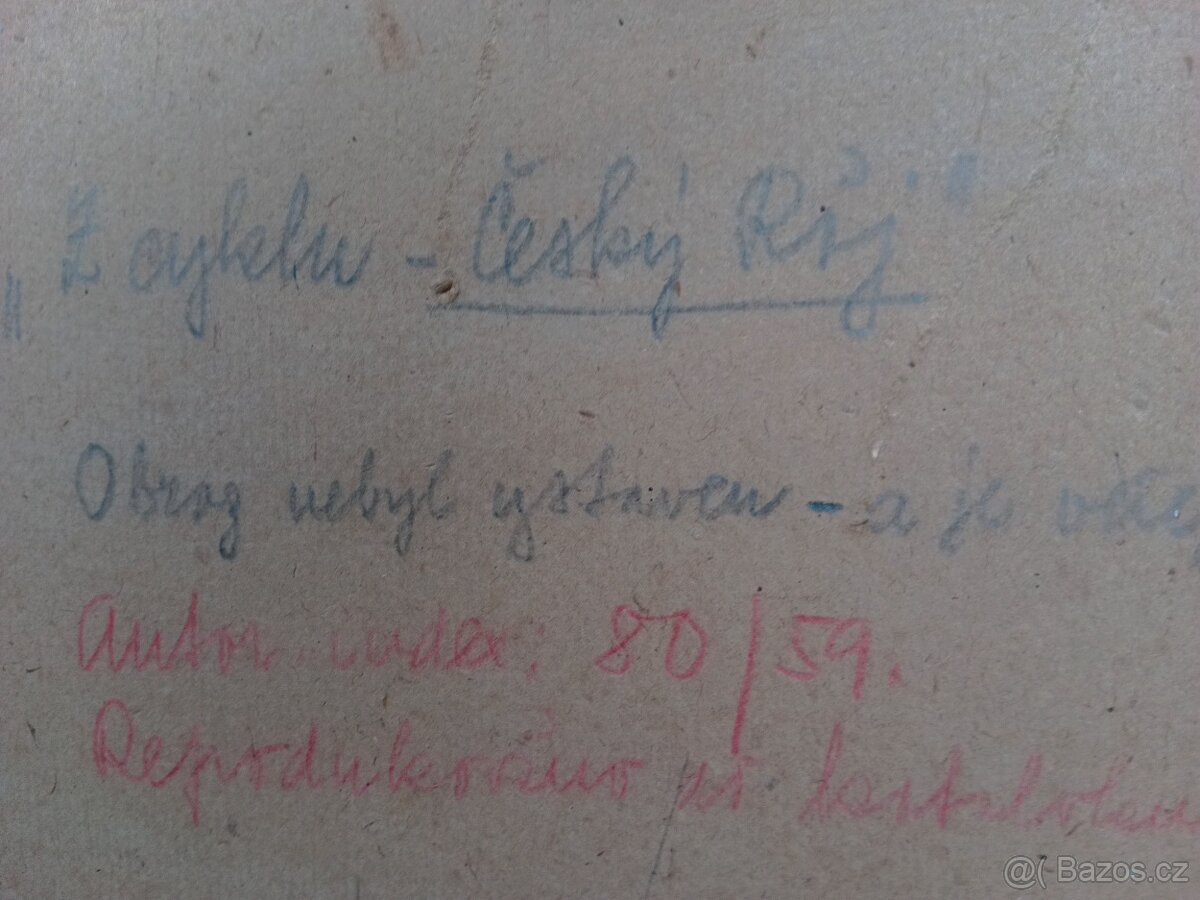 „Z cyklu - Český Ráj."
Obraz nebyl vystaven - a je
Autor. index: 80/59.
Reprodukováno v katalogu
@( Bazos.cz